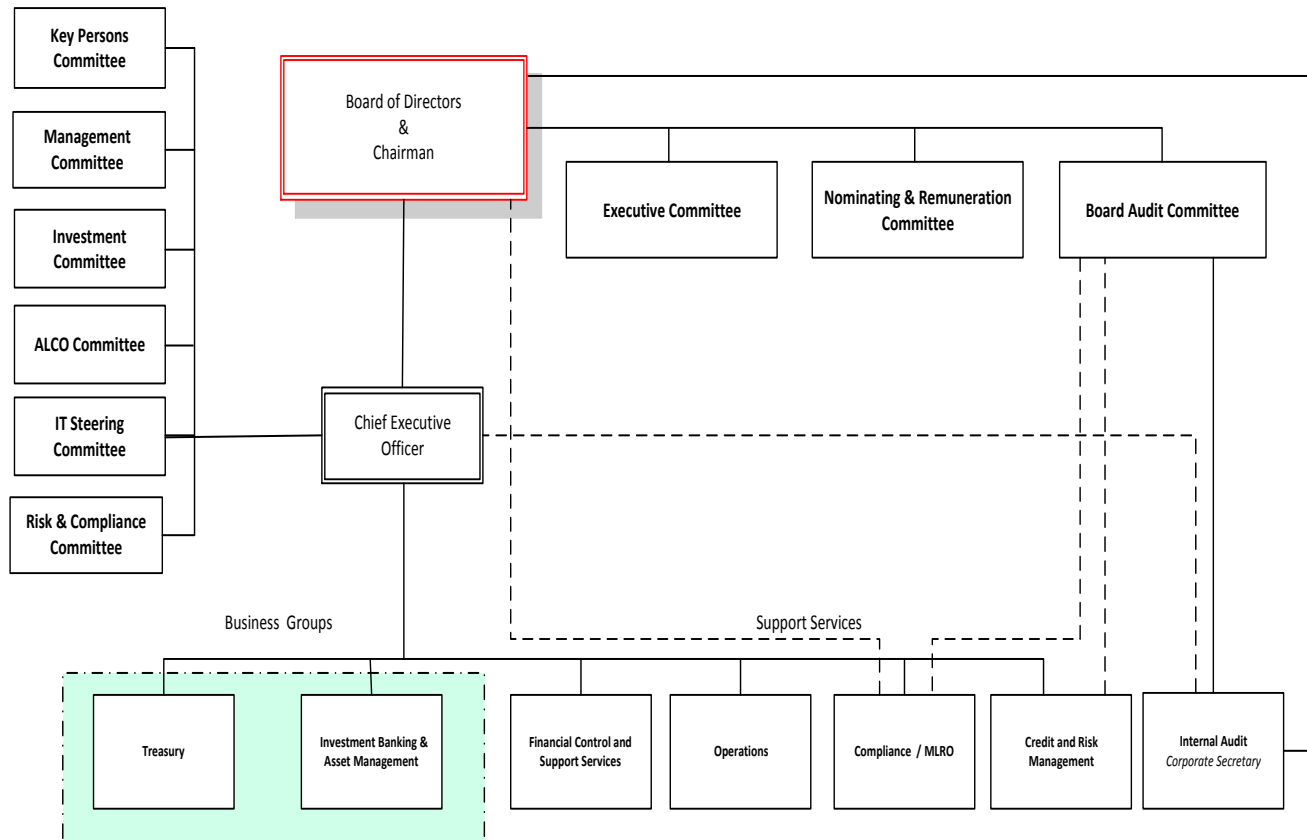 Key Persons
Committee
Management
Committee
Investment
Committee
ALCO Committee
IT Steering
Committee
Risk & Compliance
Committee
Board of Directors
&
Chairman
Executive Committee
Nominating & Remuneration
Committee
Board Audit Committee
Chief Executive
Officer
Business Groups
Support Services
Treasury
Investment Banking &
Asset Management
Financial Control and
Support Services
Operations
Compliance / MLRO
Credit and Risk
Management
Internal Audit
Corporate Secretary